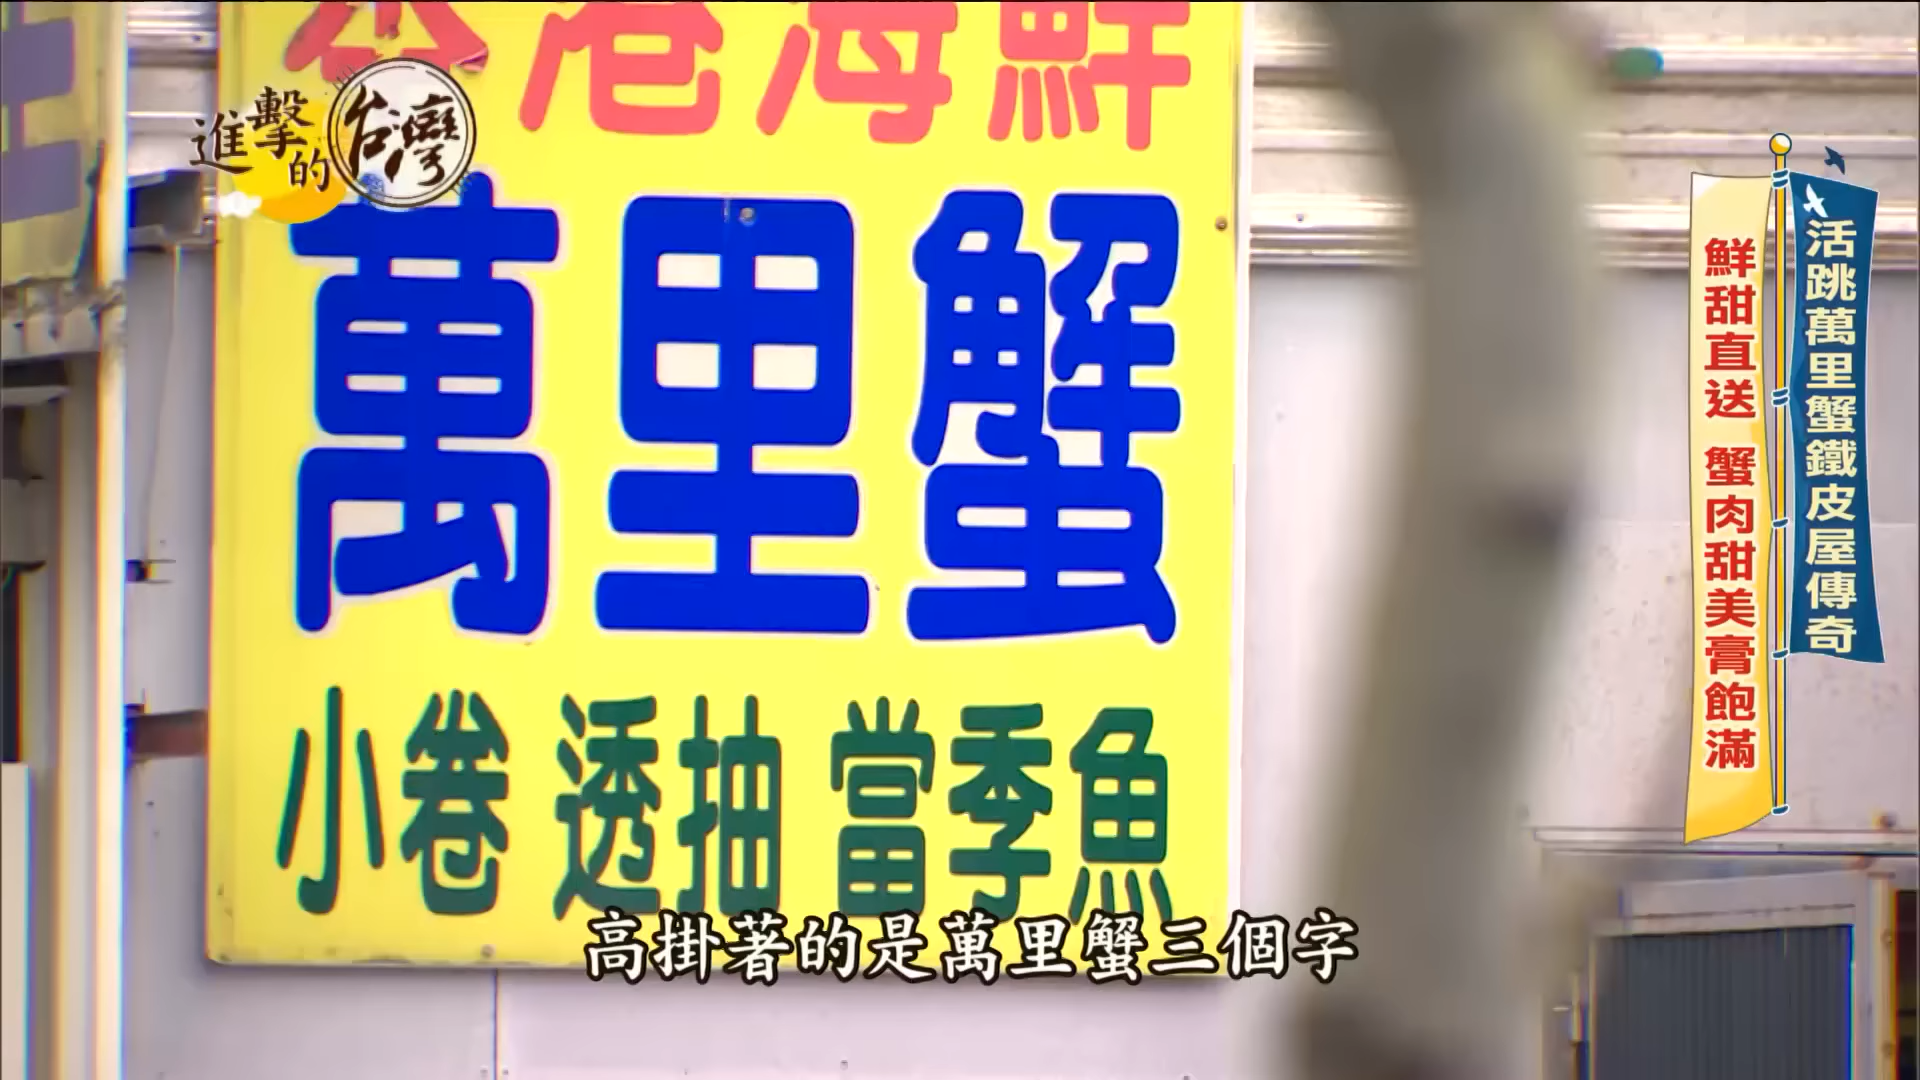 本港海鮮
進擊的台灣
萬里蟹
小卷 透抽 當季魚
活跳萬里蟹鐵皮屋傳奇
鮮甜直送 蟹肉甜美膏飽滿
高掛著的是萬里蟹三個字